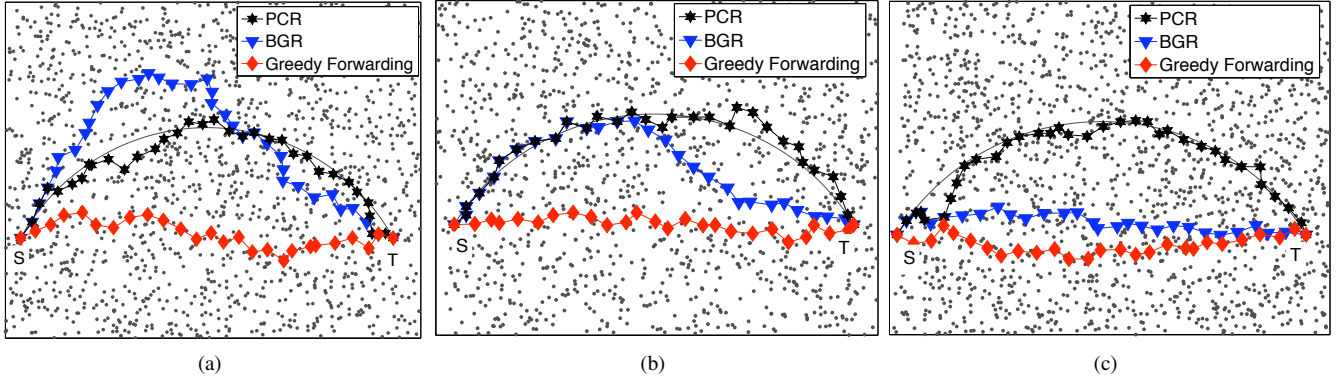 PCR
BGR
Greedy Forwarding
S
T
(a)
PCR
BGR
Greedy Forwarding
S
T
(b)
PCR
BGR
Greedy Forwarding
S
T
(c)